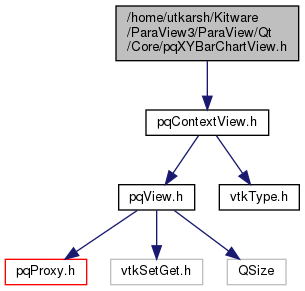 /home/utkarsh/Kitware
/ParaView3/ParaView/Qt
/Core/pqXYBarChartView.h
pqContextView.h
pqView.h
vtkType.h
pqProxy.h
vtkSetGet.h
QSize